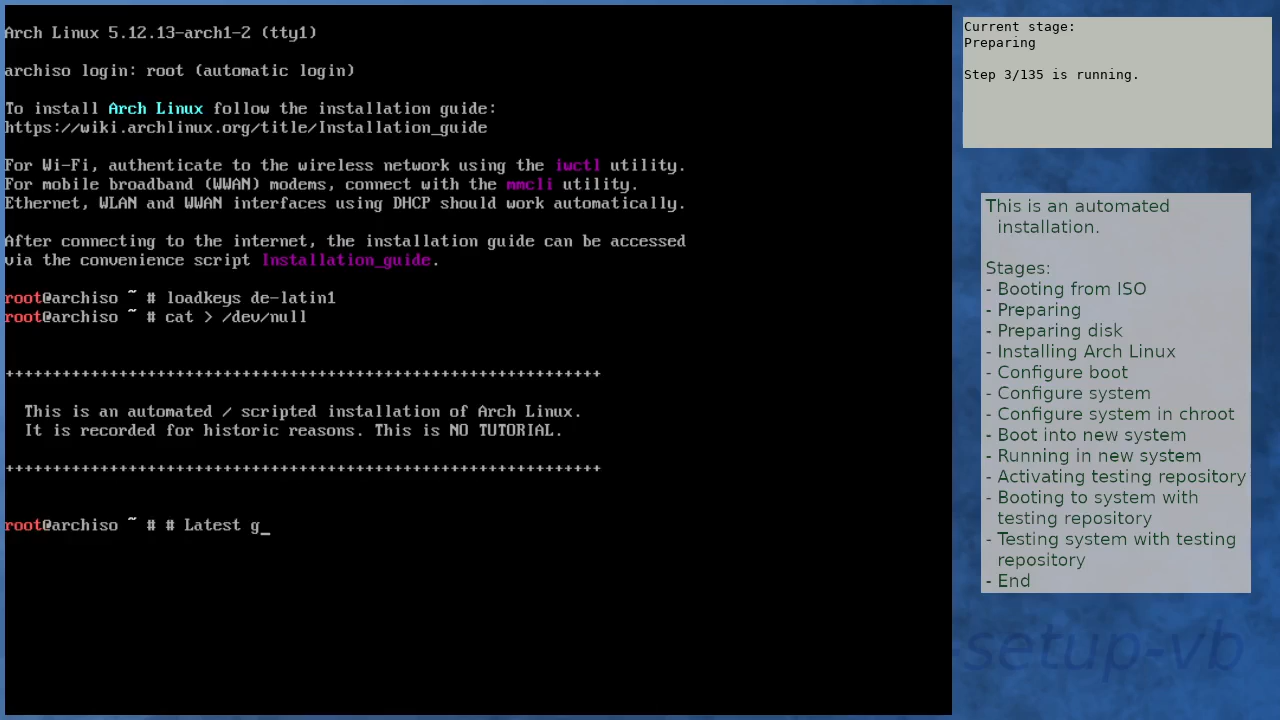 Arch Linux 5.12.13-arch1-2 (tty1)
archiso login: root (automatic login)
To install Arch Linux follow the installation guide:
https://wiki.archlinux.org/title/Installation_guide
For Wi-Fi, authenticate to the wireless network using the iwctl utility.
For mobile broadband (WWAN) modems, connect with the mmcli utility.
Ethernet, WLAN and WWAN interfaces using DHCP should work automatically.
After connecting to the internet, the installation guide can be accessed
via the convenience script Installation_guide.
root@archiso ~ # loadkeys de-latin1
root@archiso ~ # cat > /dev/null
+++++++++++++++++++++++++++++++++++++++++++++++++++++++++++++++
This is an automated / scripted installation of Arch Linux.
It is recorded for historic reasons. This is NO TUTORIAL.
+++++++++++++++++++++++++++++++++++++++++++++++++++++++++++++++
root@archiso ~ # # Latest g_
Current stage:
Preparing
Step 3/135 is running.
This is an automated
installation.
Stages:
- Booting from ISO
- Preparing
- Preparing disk
- Installing Arch Linux
- Configure boot
- Configure system
- Configure system in chroot
- Boot into new system
- Running in new system
- Activating testing repository
- Booting to system with
testing repository
- Testing system with testing
repository
- End
-setup-vb